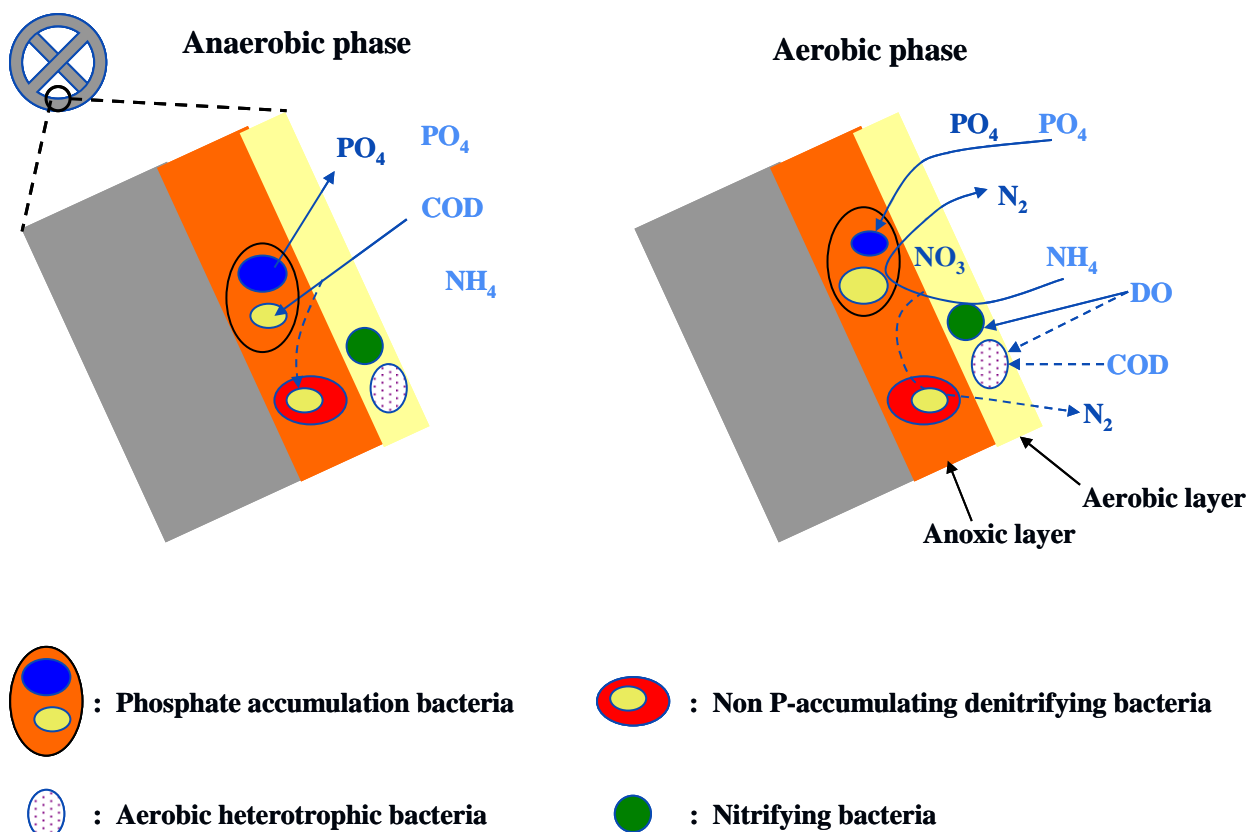 Anaerobic phase
Aerobic phase
PO4
PO4
COD
NH4
PO4
PO4
N2
NO3
NH4
DO
COD
N2
Aerobic layer
Anoxic layer
: Phosphate accumulation bacteria
: Non P-accumulating denitrifying bacteria
: Aerobic heterotrophic bacteria
: Nitrifying bacteria